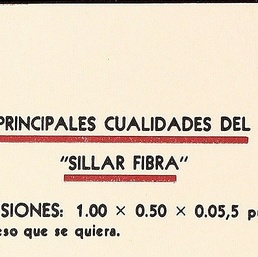 PRINCIPALES CUALIDADES DEL
"SILLAR FIBRA"
SIONES: 1.00 × 0.50 × 0.05,5 p
eso que se quiera.